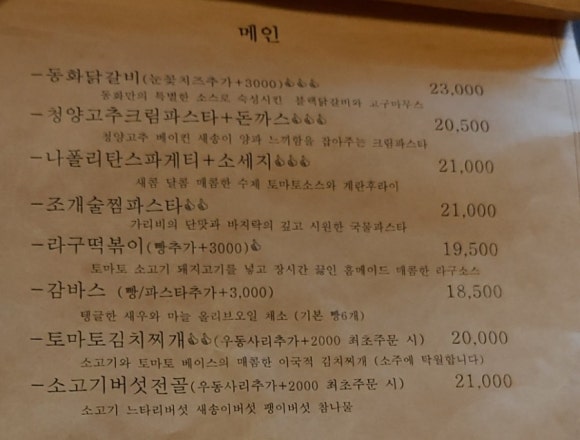 메인
-동화닭갈비(눈꽃치즈추가+3000)👍👍👍 23,000
동화만의 특별한 소스로 숙성시킨 블랙닭갈비와 고구마무스
-청양고추크림파스타+돈까스👍👍👍 20,500
청양고추 베이컨 새송이 양파 느끼함을 잡아주는 크림파스타
-나폴리탄스파게티+소세지👍👍👍 21,000
새콤 달콤 매콤한 수제 토마토소스와 계란후라이
-조개술찜파스타👍👍 21,000
가리비의 단맛과 바지락의 깊고 시원한 국물파스타
-라구떡볶이(빵추가+3000)👍 19,500
토마토 소고기 돼지고기를 넣고 장시간 끓인 홈메이드 매콤한 라구소스
-감바스 (빵/파스타추가+3,000) 18,500
탱글한 새우와 마늘 올리브오일 채소 (기본 빵6개)
-토마토김치찌개👍👍(우동사리추가+2000 최초주문 시) 20,000
소고기와 토마토 베이스의 매콤한 이국적 김치찌개 (소주에 탁월합니다)
-소고기버섯전골(우동사리추가+2000 최초주문 시) 21,000
소고기 느타리버섯 새송이버섯 팽이버섯 참나물